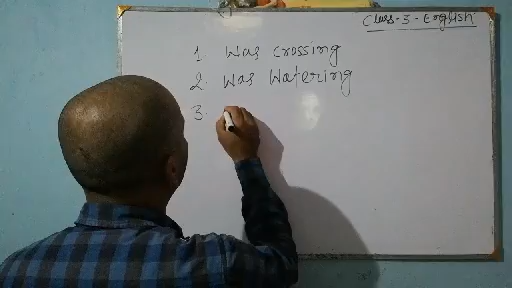 Class-3-English
1. Was Crossing
2. Was Watering
3.